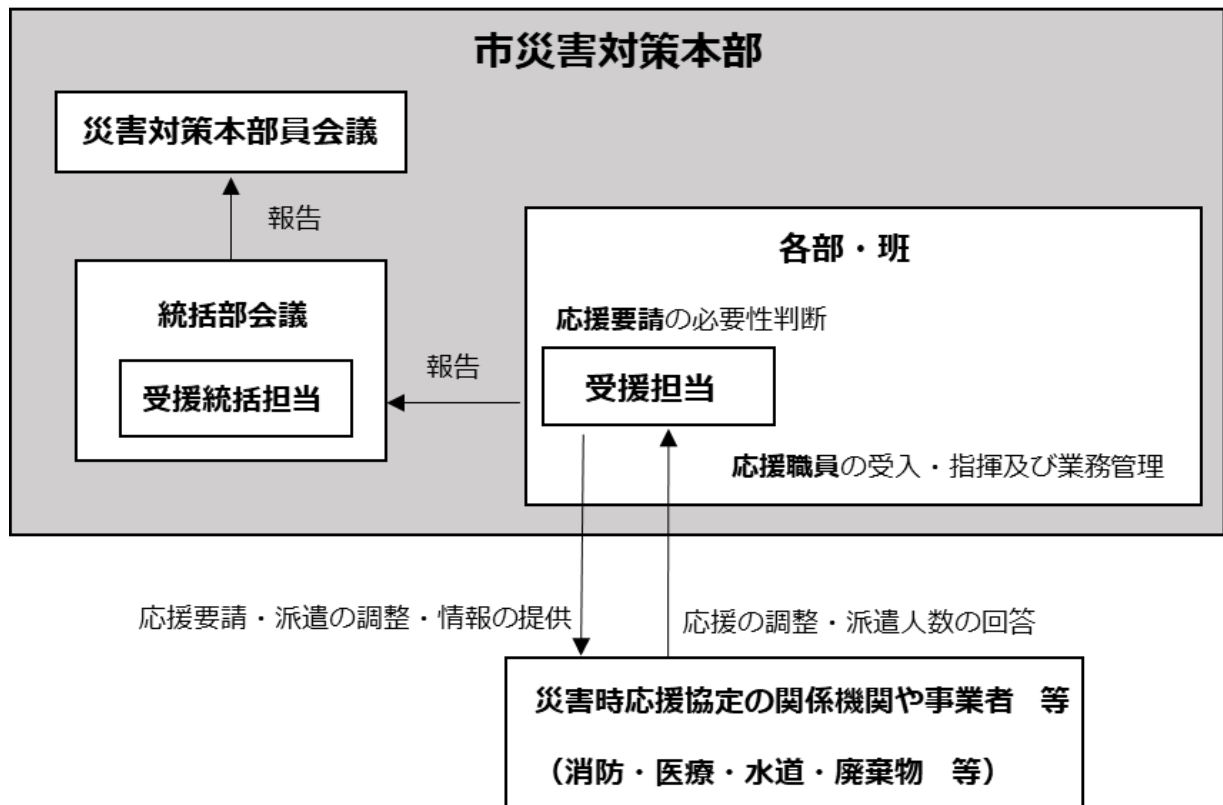 市災害対策本部
災害対策本部員会議
報告
各部・班
統括部会議
応援要請の必要性判断
報告
受援統括担当
受援担当
応援職員の受入・指揮及び業務管理
応援要請・派遣の調整・情報の提供
応援の調整・派遣人数の回答
災害時応援協定の関係機関や事業者　等
（消防・医療・水道・廃棄物　等）